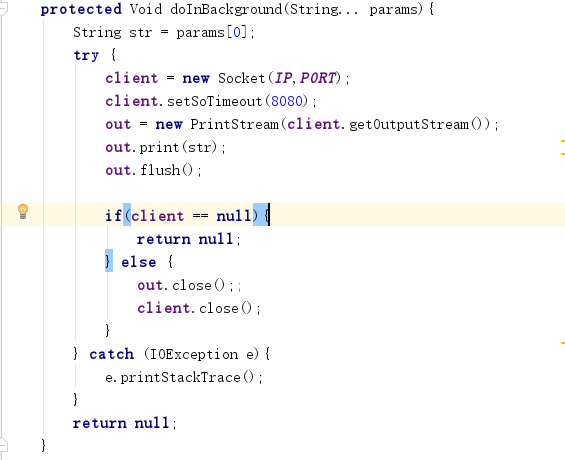 protected Void doInBackground(String... params){
    String str = params[0];
    try {
        client = new Socket(IP,PORT);
        client.setSoTimeout(8080);
        out = new PrintStream(client.getOutputStream());
        out.print(str);
        out.flush();

        if(client == null){
            return null;
        } else {
            out.close();;
            client.close();
        }
    } catch (IOException e){
        e.printStackTrace();
    }
    return null;
}